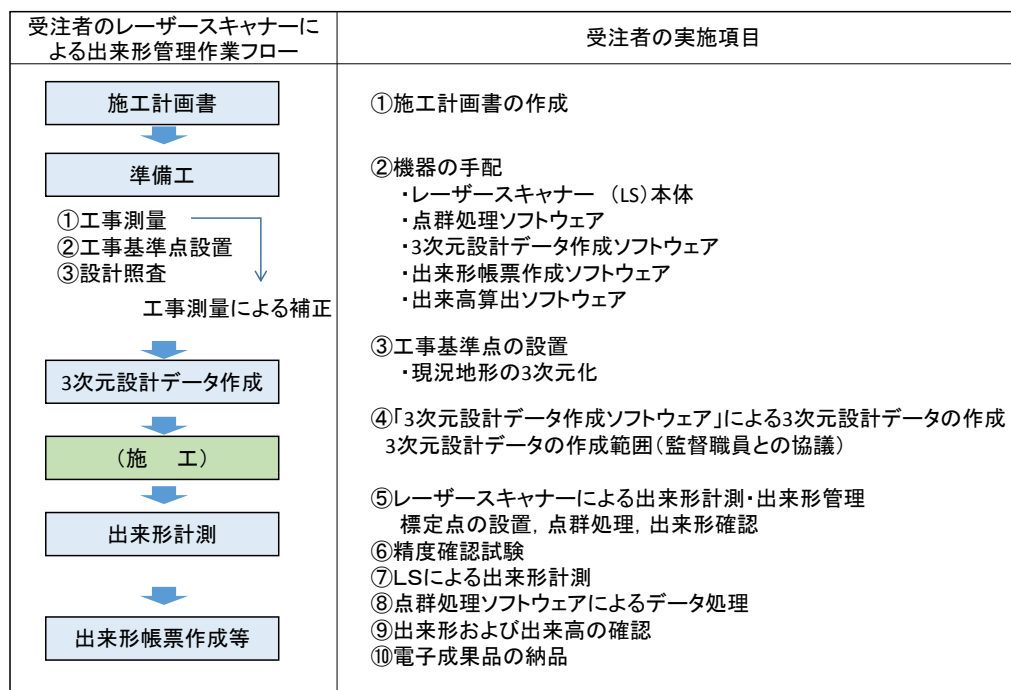 受注者のレーザースキャナーに
よる出来形管理作業フロー
受注者の実施項目
施工計画書
準備工
①工事測量
②工事基準点設置
③設計照査
工事測量による補正
3次元設計データ作成
(施 工)
出来形計測
出来形帳票作成等
①施工計画書の作成
②機器の手配
・レーザースキャナー (LS)本体
・点群処理ソフトウェア
・3次元設計データ作成ソフトウェア
・出来形帳票作成ソフトウェア
・出来高算出ソフトウェア
③工事基準点の設置
・現況地形の3次元化
④「3次元設計データ作成ソフトウェア」による3次元設計データの作成
3次元設計データの作成範囲(監督職員との協議)
⑤レーザースキャナーによる出来形計測・出来形管理
標定点の設置，点群処理，出来形確認
⑥精度確認試験
⑦LSによる出来形計測
⑧点群処理ソフトウェアによるデータ処理
⑨出来形および出来高の確認
⑩電子成果品の納品